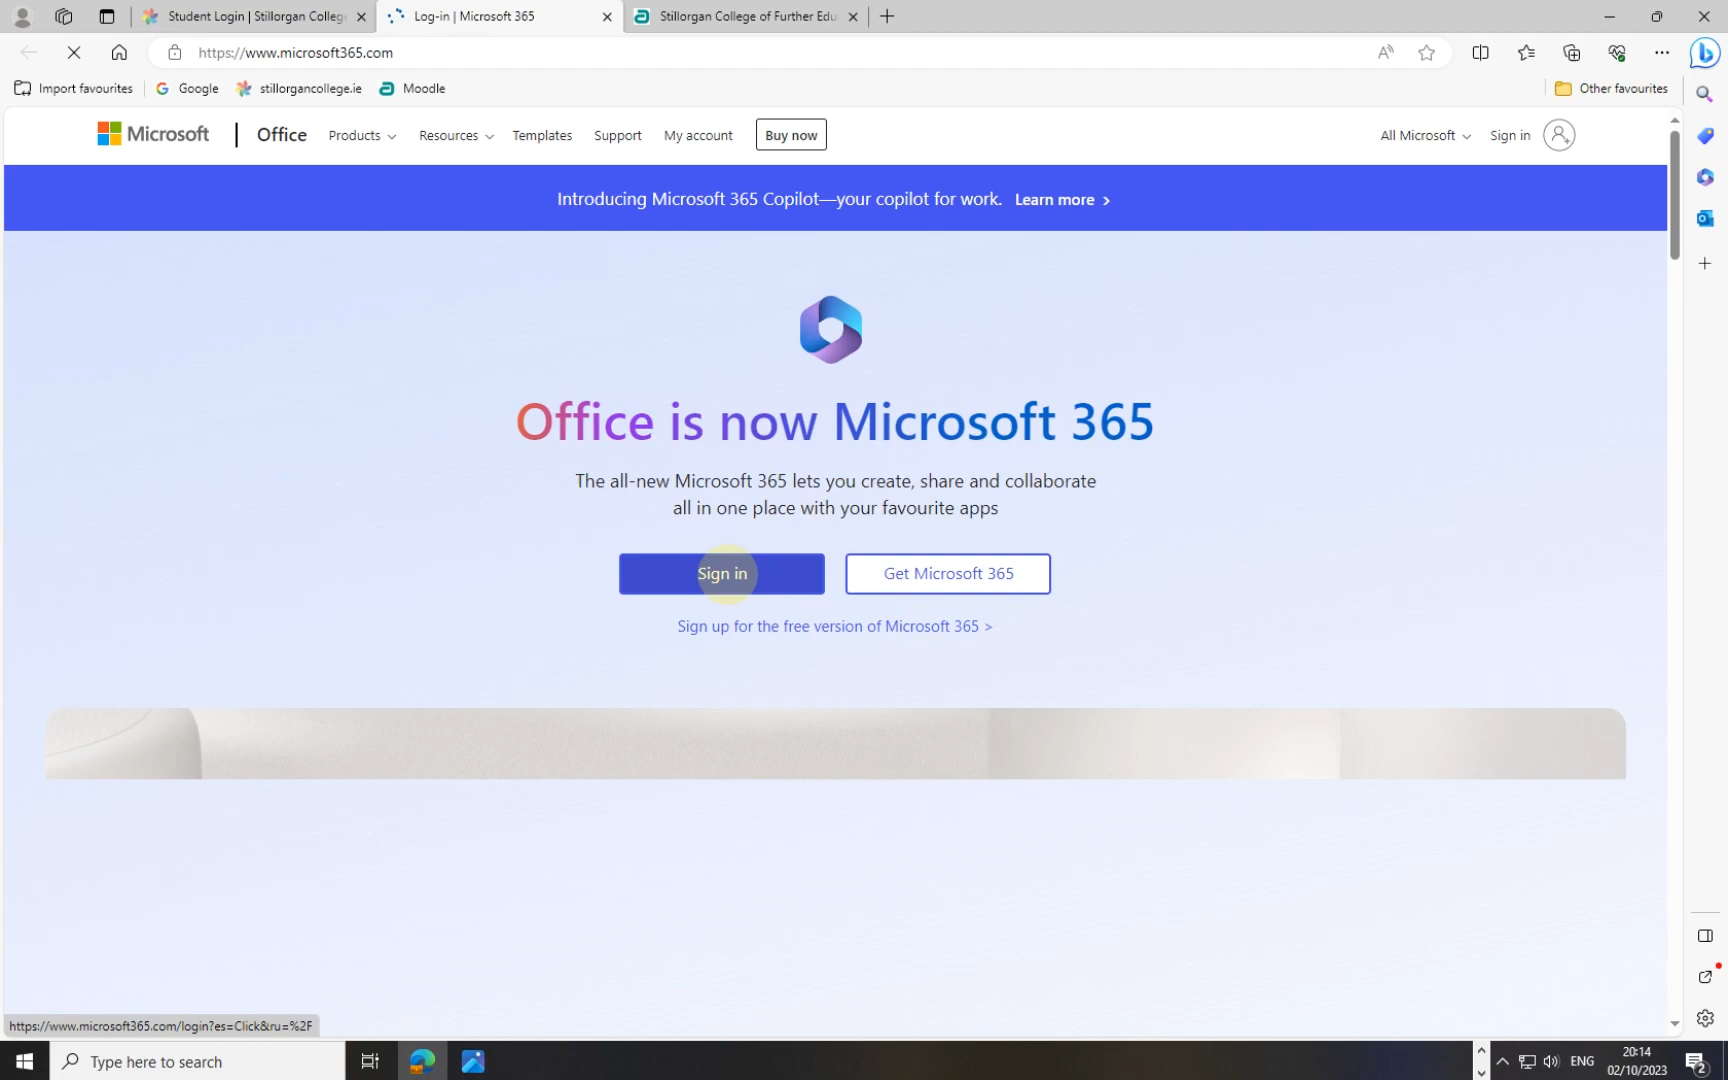 Student Login | Stillorgan Colleg
Log-in | Microsoft 365
Stillorgan College of Further Edu
https://www.microsoft365.com
Import favourites
Google
stillorgancollege.ie
Moodle
Other favourites
Microsoft
Office
Products
Resources
Templates
Support
My account
Buy now
All Microsoft
Sign in
Introducing Microsoft 365 Copilot—your copilot for work. Learn more >
Office is now Microsoft 365
The all-new Microsoft 365 lets you create, share and collaborate
all in one place with your favourite apps
Sign in
Get Microsoft 365
Sign up for the free version of Microsoft 365 >
https://www.microsoft365.com/login?es=Click&ru=%2F
Type here to search
ENG
20:14
02/10/2023
2